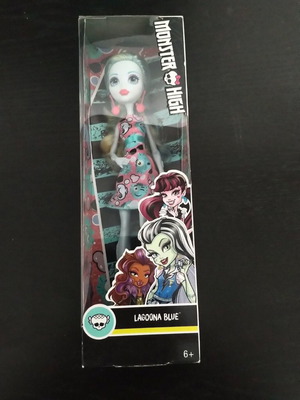 MONSTER HIGH
LAGOONA BLUE
6+